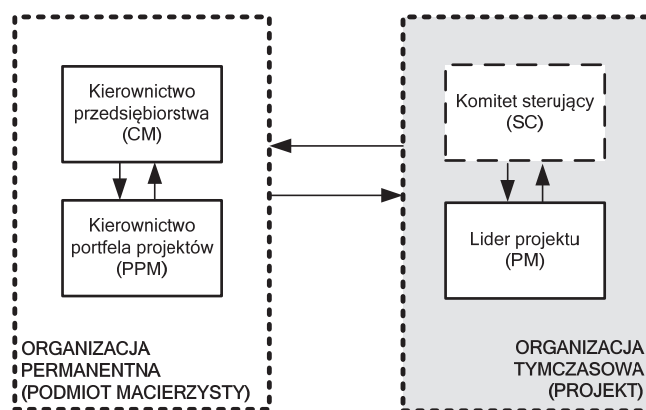 Kierownictwo
przedsiębiorstwa
(CM)
Kierownictwo
portfela projektów
(PPM)
ORGANIZACJA
PERMANENTNA
(PODMIOT MACIERZYSTY)
Komitet sterujący
(SC)
Lider projektu
(PM)
ORGANIZACJA
TYMCZASOWA
(PROJEKT)